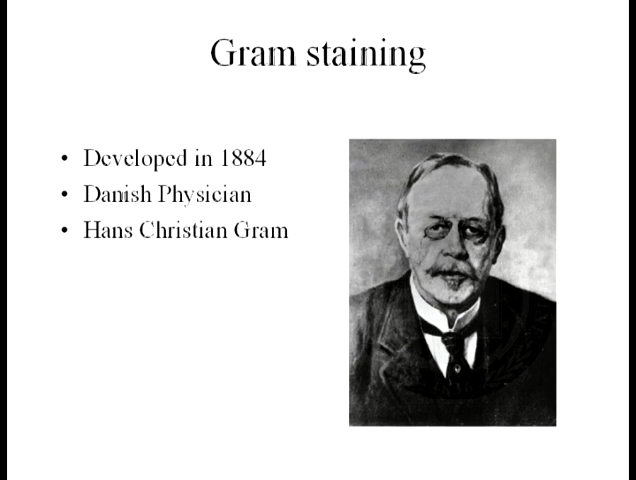 Gram staining
• Developed in 1884
• Danish Physician
• Hans Christian Gram